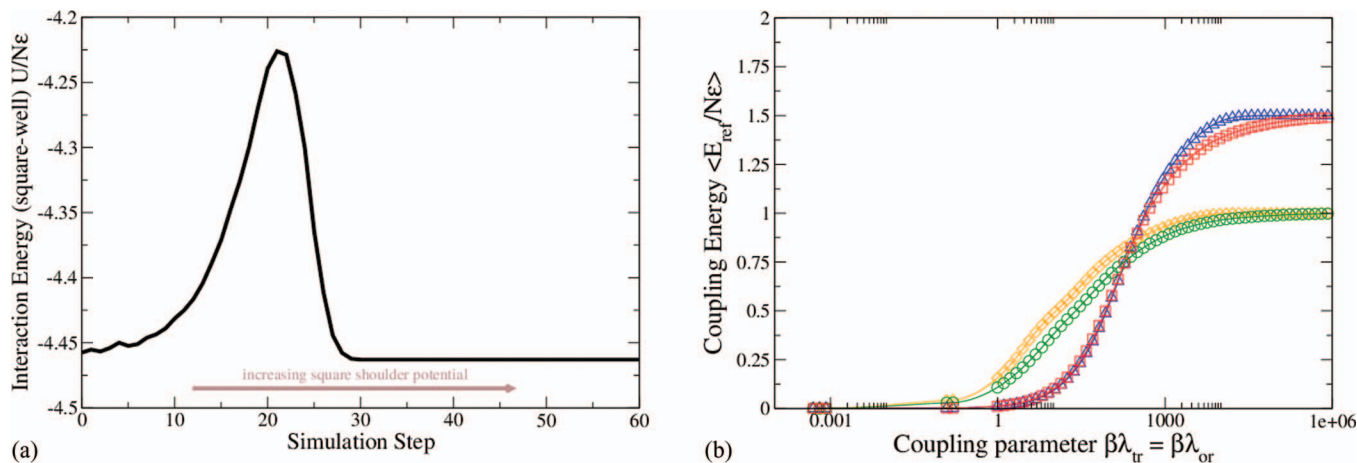 -4.2
-4.25
-4.3
-4.35
-4.4
-4.45
-4.5
Interaction Energy (square-well) U/Nε
increasing square shoulder potential
0 10 20 30 40 50 60
Simulation Step
(a)
2
1.75
1.5
1.25
1
0.75
0.5
0.25
0
Coupling Energy <E_ref/Nε>
0.001 1 1000 1e+06
Coupling parameter βλ_tr = βλ_or
(b)